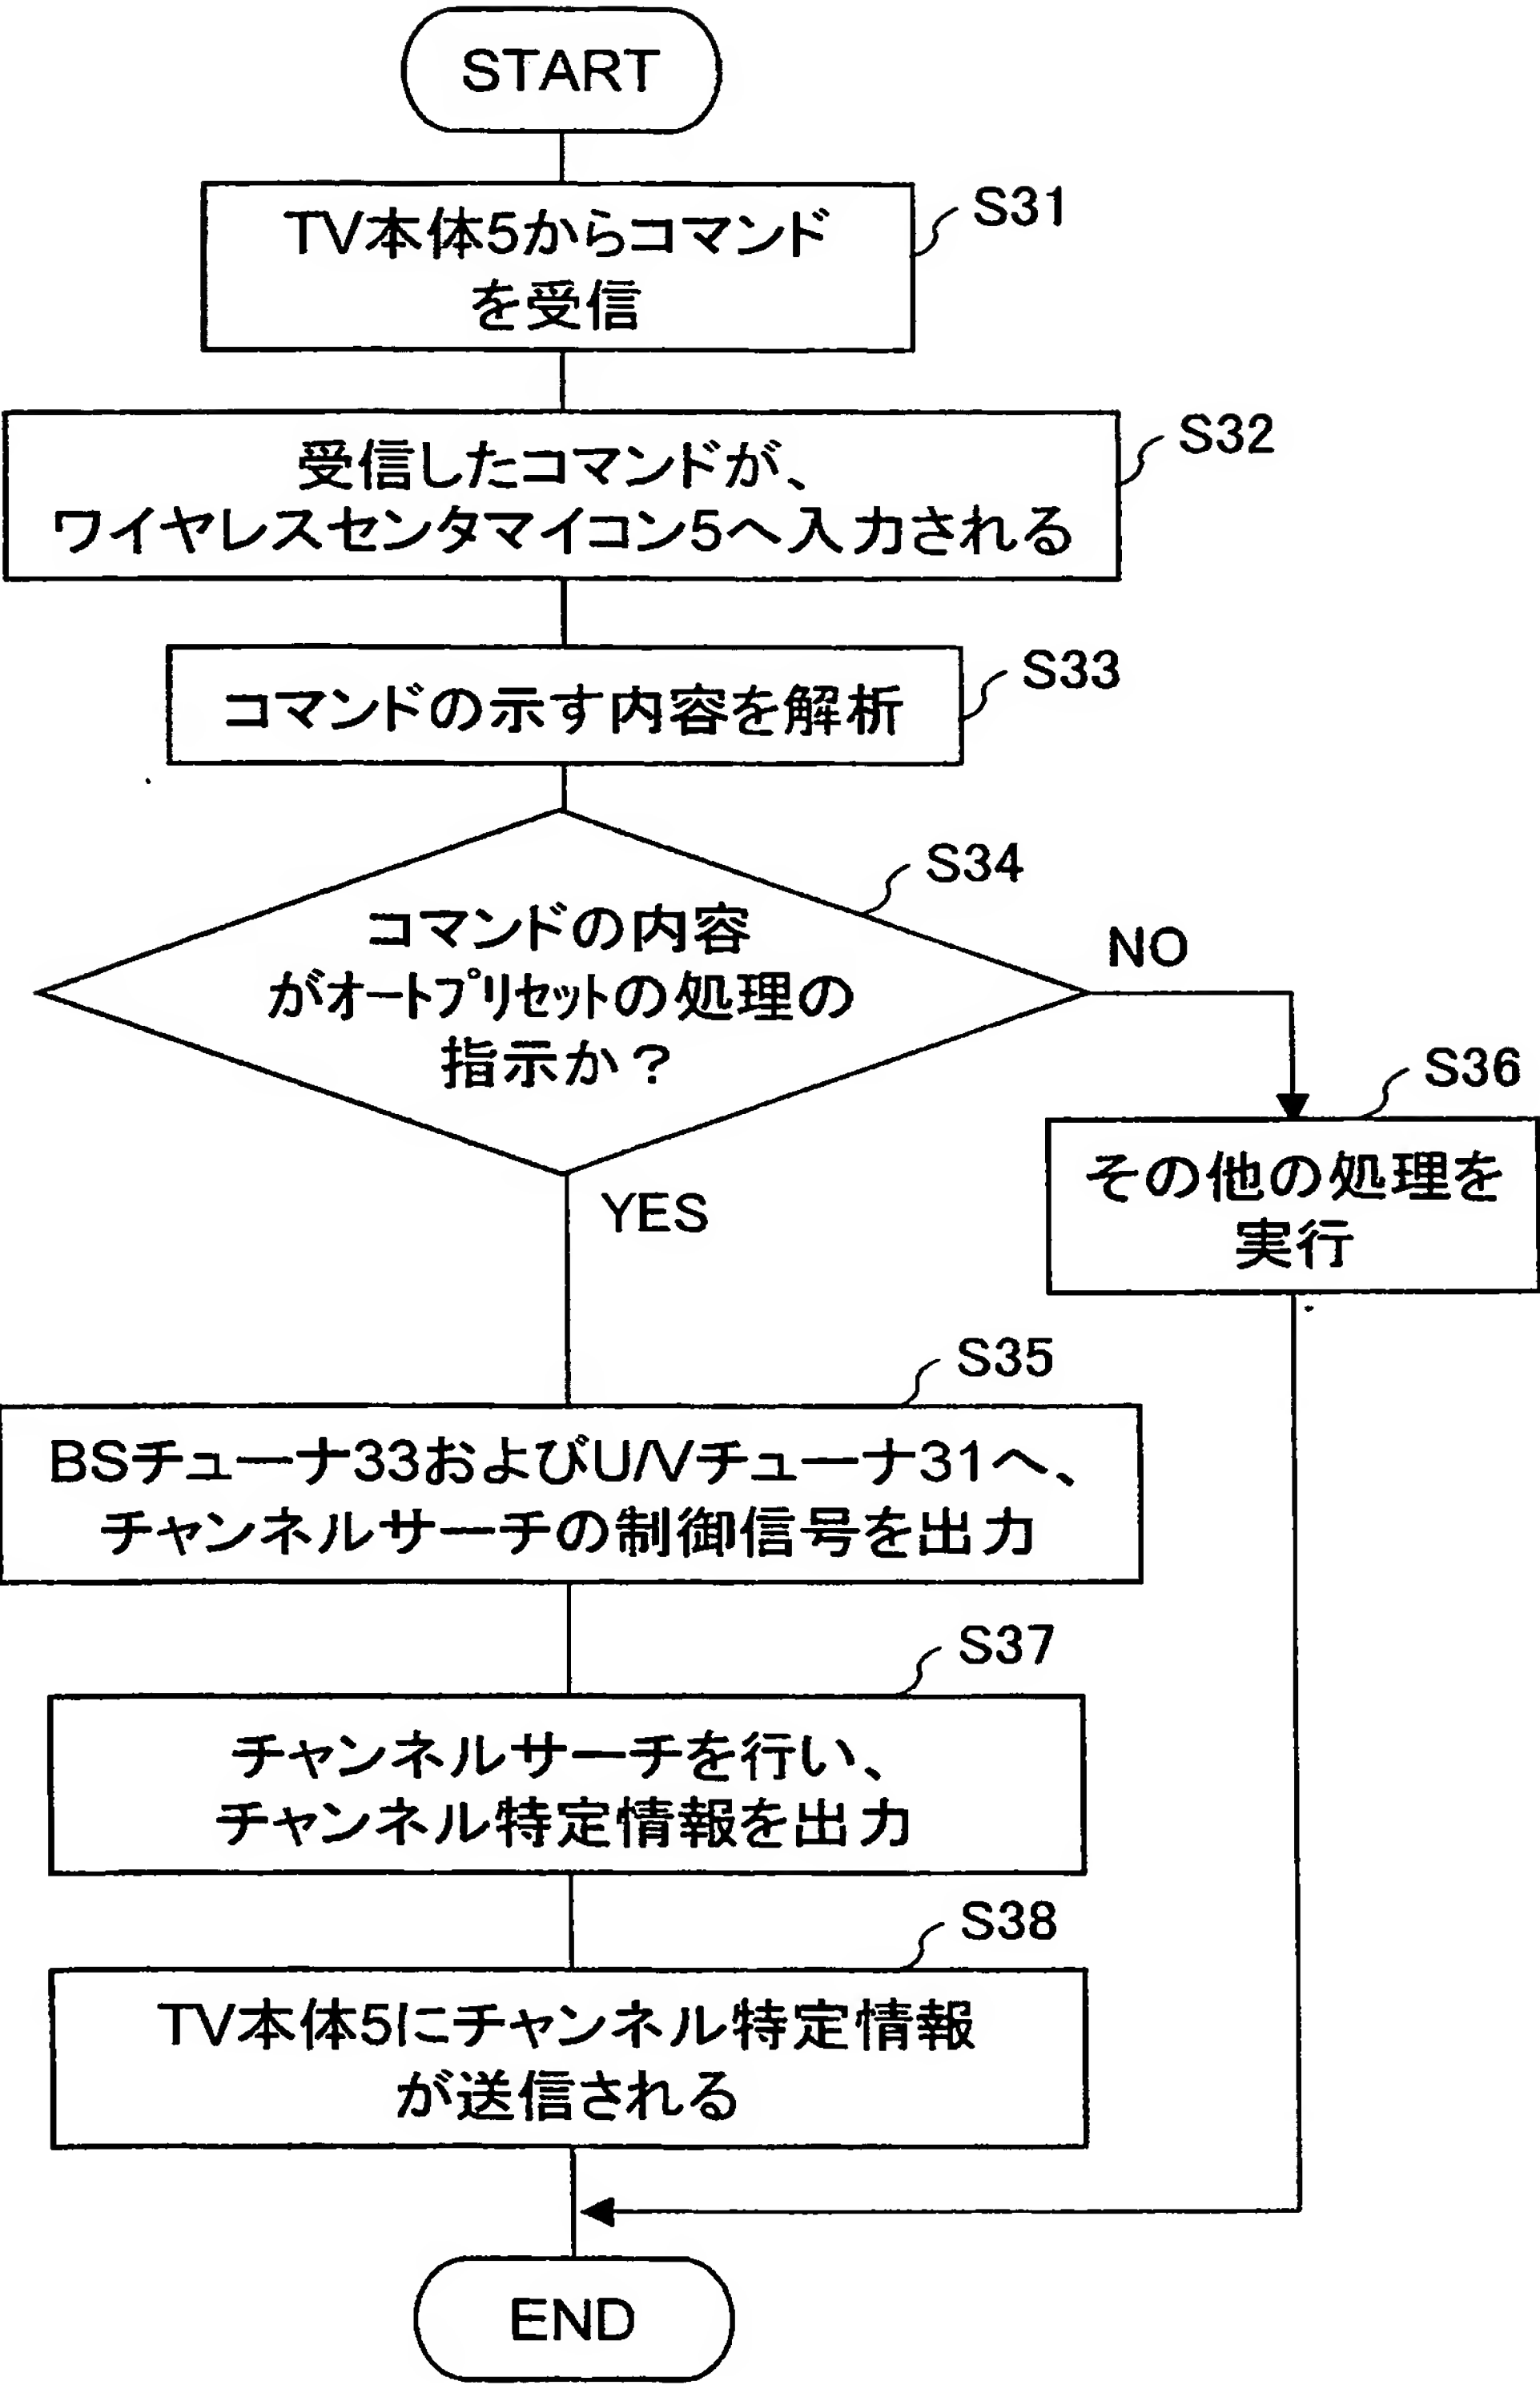 START
S31
TV本体5からコマンド
を受信
S32
受信したコマンドが、
ワイヤレスセンタマイコン5へ入力される
S33
コマンドの示す内容を解析
S34
コマンドの内容
がオートプリセットの処理の
指示か？
NO
YES
S36
その他の処理を
実行
S35
BSチューナ33およびU/Vチューナ31へ、
チャンネルサーチの制御信号を出力
S37
チャンネルサーチを行い、
チャンネル特定情報を出力
S38
TV本体5にチャンネル特定情報
が送信される
END